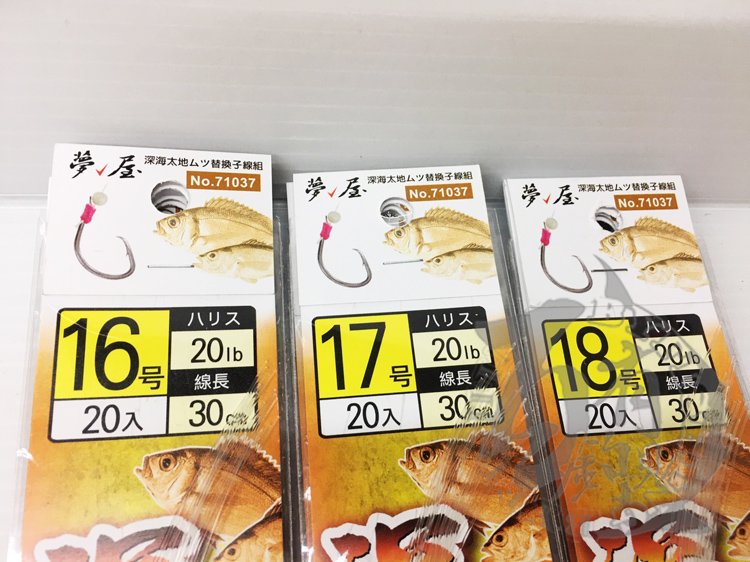 夢屋
深海太地ムツ替換子線組
No.71037
16号
ハリス
20lb
線長
20入
30cm
夢屋
深海太地ムツ替換子線組
No.71037
17号
ハリス
20lb
線長
20入
30cm
夢屋
深海太地ムツ替換子線組
No.71037
18号
ハリス
20lb
線長
20入
30cm